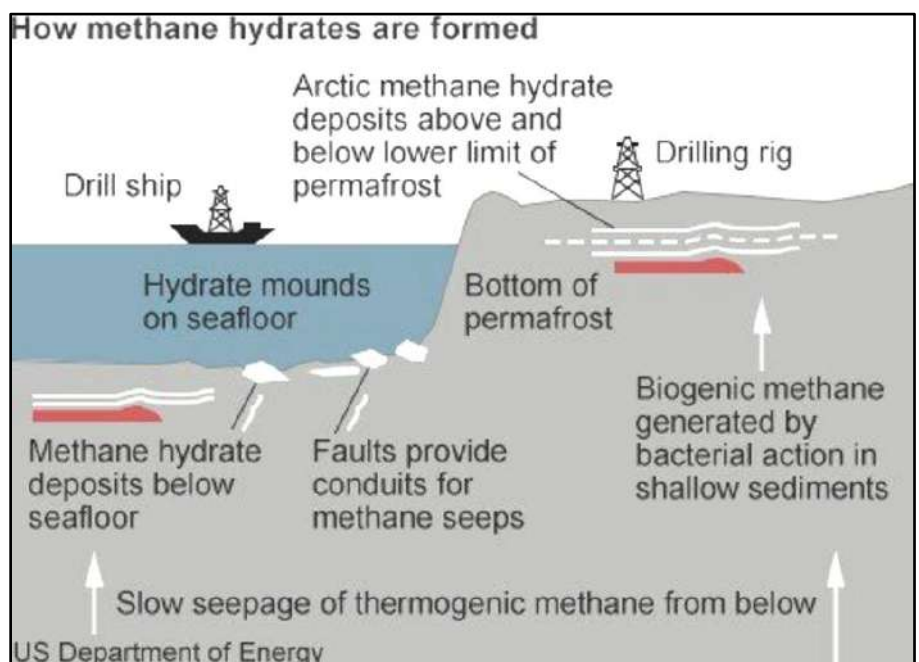 How methane hydrates are formed
Arctic methane hydrate
deposits above and
below lower limit of
permafrost
Drilling rig
Drill ship
Hydrate mounds
on seafloor
Bottom of
permafrost
Methane hydrate
deposits below
seafloor
Faults provide
conduits for
methane seeps
Biogenic methane
generated by
bacterial action in
shallow sediments
Slow seepage of thermogenic methane from below
US Department of Energy